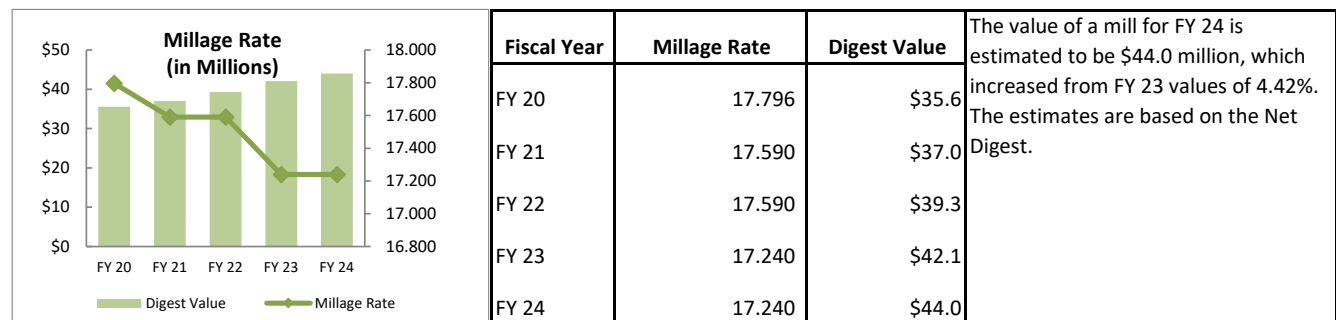 Millage Rate
(in Millions)
$50
$40
$30
$20
$10
$0
18.000
17.800
17.600
17.400
17.200
17.000
16.800
FY 20 FY 21 FY 22 FY 23 FY 24
Digest Value Millage Rate
Fiscal Year Millage Rate Digest Value
FY 20 17.796 $35.6
FY 21 17.590 $37.0
FY 22 17.590 $39.3
FY 23 17.240 $42.1
FY 24 17.240 $44.0
The value of a mill for FY 24 is
estimated to be $44.0 million, which
increased from FY 23 values of 4.42%.
The estimates are based on the Net
Digest.